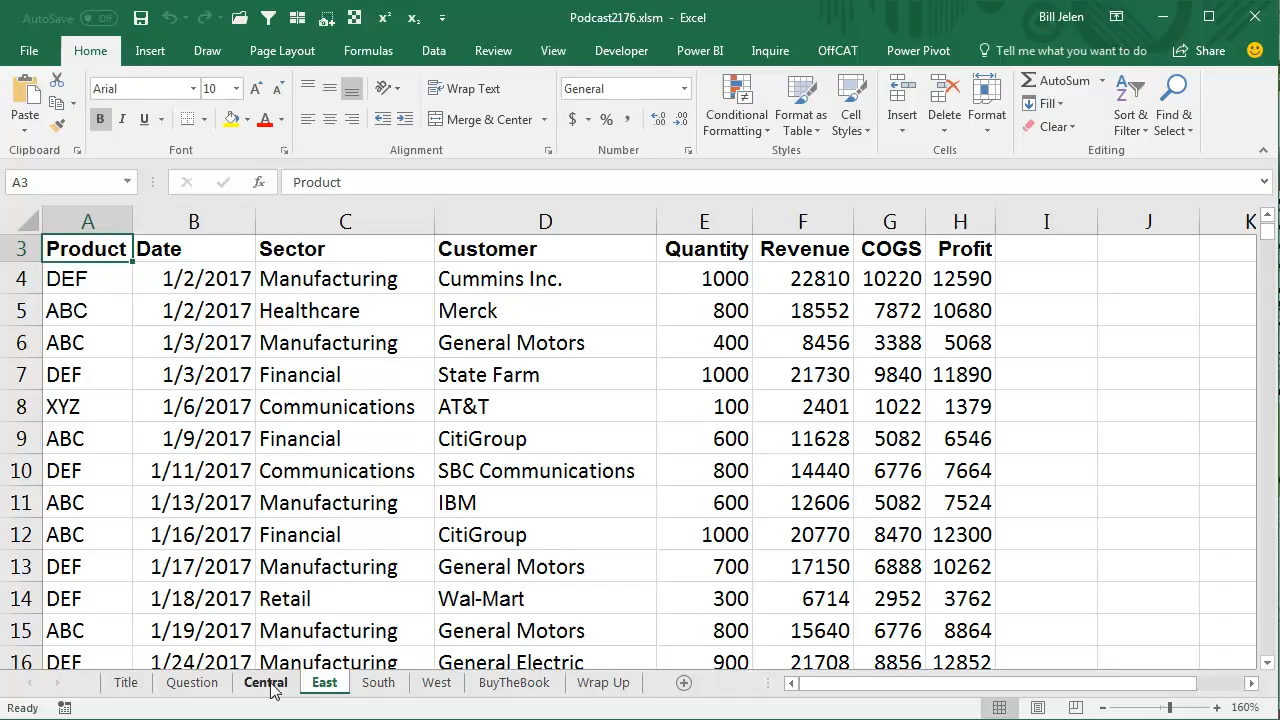 AutoSave Off Podcast2176.xlsm - Excel Bill Jelen
File Home Insert Draw Page Layout Formulas Data Review View Developer Power BI Inquire OffCAT Power Pivot Tell me what you want to do Share
Paste Arial 10 Wrap Text General Conditional Formatting Format as Table Cell Styles Insert Delete Format AutoSum Sort & Filter Find & Select
B I U A Merge & Center $ % , Fill
Clear
Clipboard Font Alignment Number Styles Cells Editing
A3 fx Product
A B C D E F G H I J K
3 Product Date Sector Customer Quantity Revenue COGS Profit
4 DEF 1/2/2017 Manufacturing Cummins Inc. 1000 22810 10220 12590
5 ABC 1/2/2017 Healthcare Merck 800 18552 7872 10680
6 ABC 1/3/2017 Manufacturing General Motors 400 8456 3388 5068
7 DEF 1/3/2017 Financial State Farm 1000 21730 9840 11890
8 XYZ 1/6/2017 Communications AT&T 100 2401 1022 1379
9 ABC 1/9/2017 Financial CitiGroup 600 11628 5082 6546
10 DEF 1/11/2017 Communications SBC Communications 800 14440 6776 7664
11 ABC 1/13/2017 Manufacturing IBM 600 12606 5082 7524
12 ABC 1/16/2017 Financial CitiGroup 1000 20770 8470 12300
13 DEF 1/17/2017 Manufacturing General Motors 700 17150 6888 10262
14 DEF 1/18/2017 Retail Wal-Mart 300 6714 2952 3762
15 ABC 1/19/2017 Manufacturing General Motors 800 15640 6776 8864
16 DEF 1/24/2017 Manufacturing General Electric 900 21708 8856 12852
Title Question Central East South West BuyTheBook Wrap Up
Ready 160%